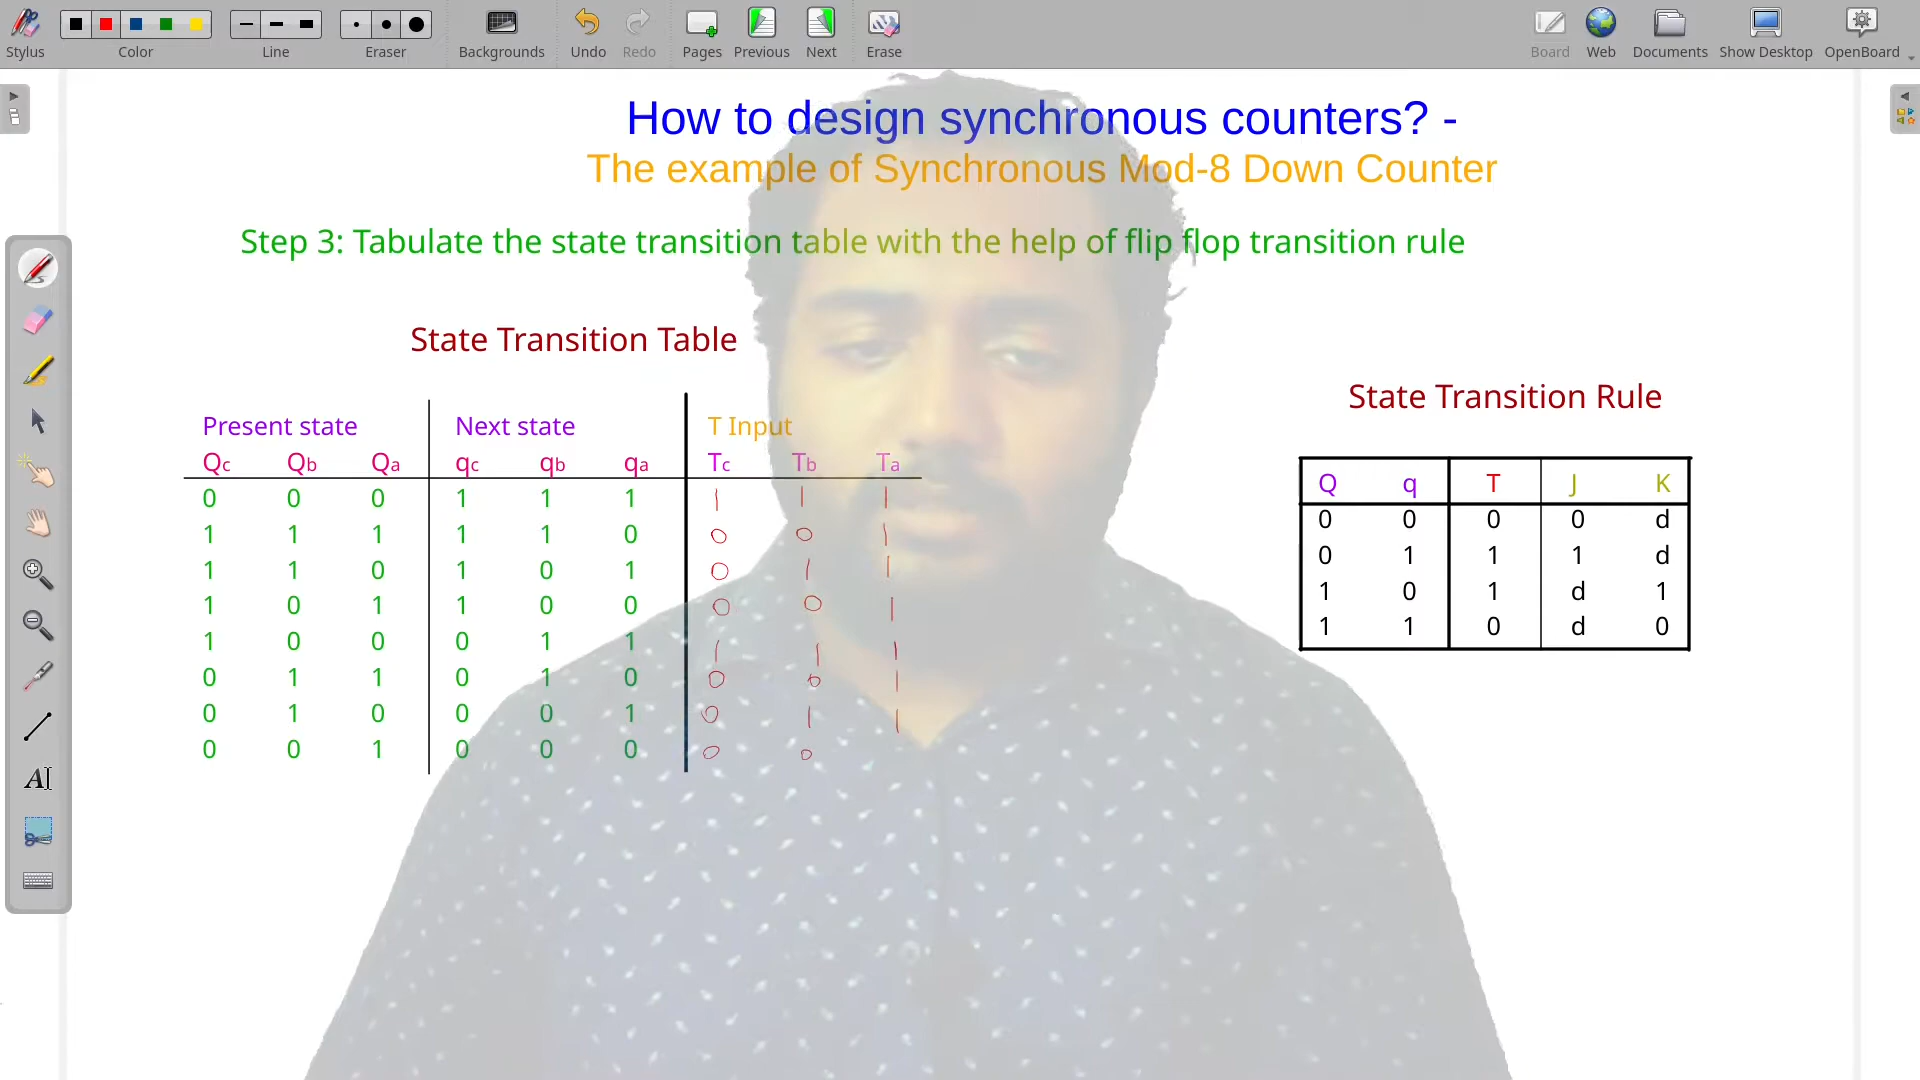 Stylus Color Line Eraser Backgrounds Undo Redo Pages Previous Next Erase Board Web Documents Show Desktop OpenBoard
How to design synchronous counters? -
The example of Synchronous Mod-8 Down Counter
Step 3: Tabulate the state transition table with the help of flip flop transition rule
State Transition Table
Present state Next state T Input
Qc Qb Qa qc qb qa Tc Tb Ta
0 0 0 1 1 1 1 1 1
1 1 1 1 1 0 0 0 1
1 1 0 1 0 1 0 1 1
1 0 1 1 0 0 0 0 1
1 0 0 0 1 1 1 1 1
0 1 1 0 1 0 0 0 1
0 1 0 0 0 1 0 1 1
0 0 1 0 0 0 0 0
State Transition Rule
Q q T J K
0 0 0 0 d
0 1 1 1 d
1 0 1 d 1
1 1 0 d 0
AI